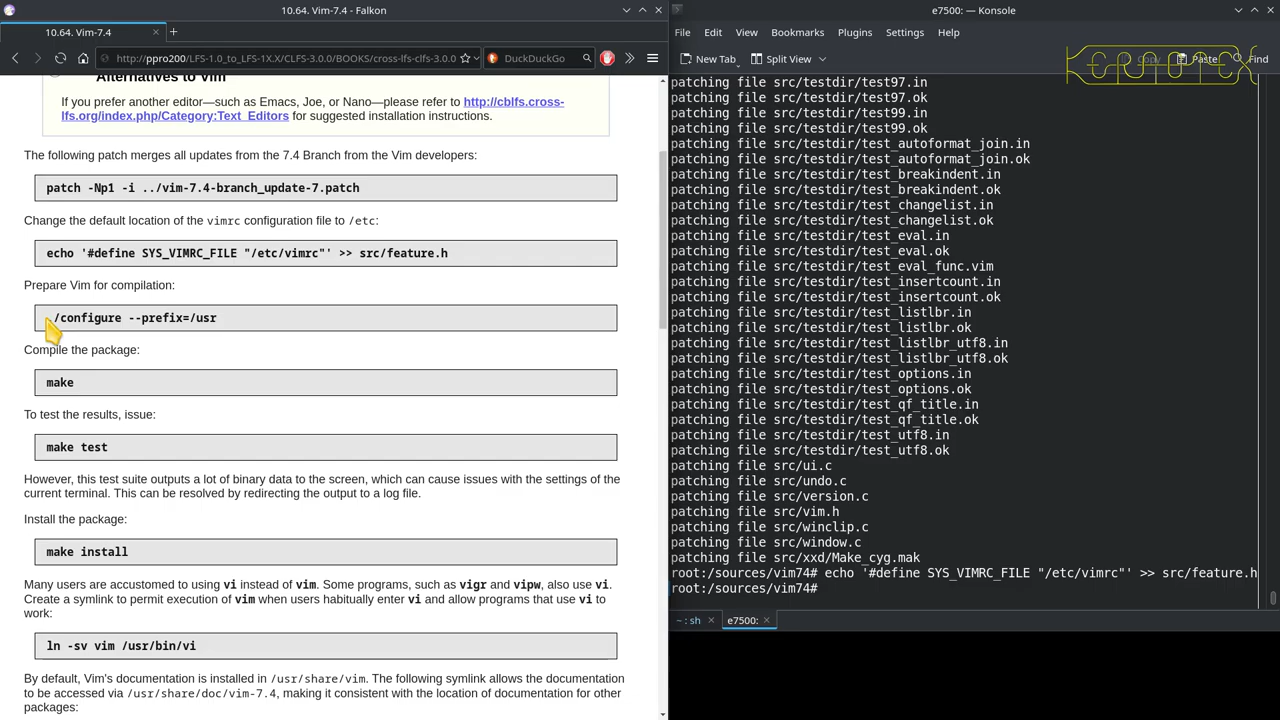 10.64. Vim-7.4 - Falkon
10.64. Vim-7.4
http://ppro200/LFS-1.0_to_LFS-1X.X/CLFS-3.0.0/BOOKS/cross-lfs-clfs-3.0.0
DuckDuckGo
Alternatives to Vim
If you prefer another editor—such as Emacs, Joe, or Nano—please refer to http://cblfs.cross-
lfs.org/index.php/Category:Text_Editors for suggested installation instructions.
The following patch merges all updates from the 7.4 Branch from the Vim developers:
patch -Np1 -i ../vim-7.4-branch_update-7.patch
Change the default location of the vimrc configuration file to /etc:
echo '#define SYS_VIMRC_FILE "/etc/vimrc"' >> src/feature.h
Prepare Vim for compilation:
./configure --prefix=/usr
Compile the package:
make
To test the results, issue:
make test
However, this test suite outputs a lot of binary data to the screen, which can cause issues with the settings of the
current terminal. This can be resolved by redirecting the output to a log file.
Install the package:
make install
Many users are accustomed to using vi instead of vim. Some programs, such as vigr and vipw, also use vi.
Create a symlink to permit execution of vim when users habitually enter vi and allow programs that use vi to
work:
ln -sv vim /usr/bin/vi
By default, Vim's documentation is installed in /usr/share/vim. The following symlink allows the documentation
to be accessed via /usr/share/doc/vim-7.4, making it consistent with the location of documentation for other
packages:
e7500: — Konsole
File Edit View Bookmarks Plugins Settings Help
New Tab Split View Copy Paste Find
patching file src/testdir/test97.in
patching file src/testdir/test97.ok
patching file src/testdir/test99.in
patching file src/testdir/test99.ok
patching file src/testdir/test_autoformat_join.in
patching file src/testdir/test_autoformat_join.ok
patching file src/testdir/test_breakindent.in
patching file src/testdir/test_breakindent.ok
patching file src/testdir/test_changelist.in
patching file src/testdir/test_changelist.ok
patching file src/testdir/test_eval.in
patching file src/testdir/test_eval.ok
patching file src/testdir/test_eval_func.vim
patching file src/testdir/test_insertcount.in
patching file src/testdir/test_insertcount.ok
patching file src/testdir/test_listlbr.in
patching file src/testdir/test_listlbr.ok
patching file src/testdir/test_listlbr_utf8.in
patching file src/testdir/test_listlbr_utf8.ok
patching file src/testdir/test_options.in
patching file src/testdir/test_options.ok
patching file src/testdir/test_qf_title.in
patching file src/testdir/test_qf_title.ok
patching file src/testdir/test_utf8.in
patching file src/testdir/test_utf8.ok
patching file src/ui.c
patching file src/undo.c
patching file src/version.c
patching file src/vim.h
patching file src/winclip.c
patching file src/window.c
patching file src/xxd/Make_cyg.mak
root:/sources/vim74# echo '#define SYS_VIMRC_FILE "/etc/vimrc"' >> src/feature.h
root:/sources/vim74#
~ : sh
e7500: